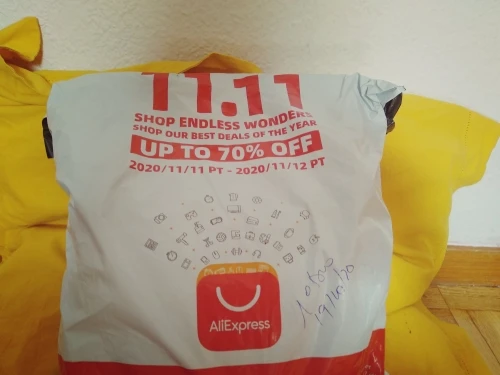 11.11
SHOP ENDLESS WONDERS
SHOP OUR BEST DEALS OF THE YEAR
UP TO 70% OFF
2020/11/11 PT - 2020/11/12 PT
AliExpress